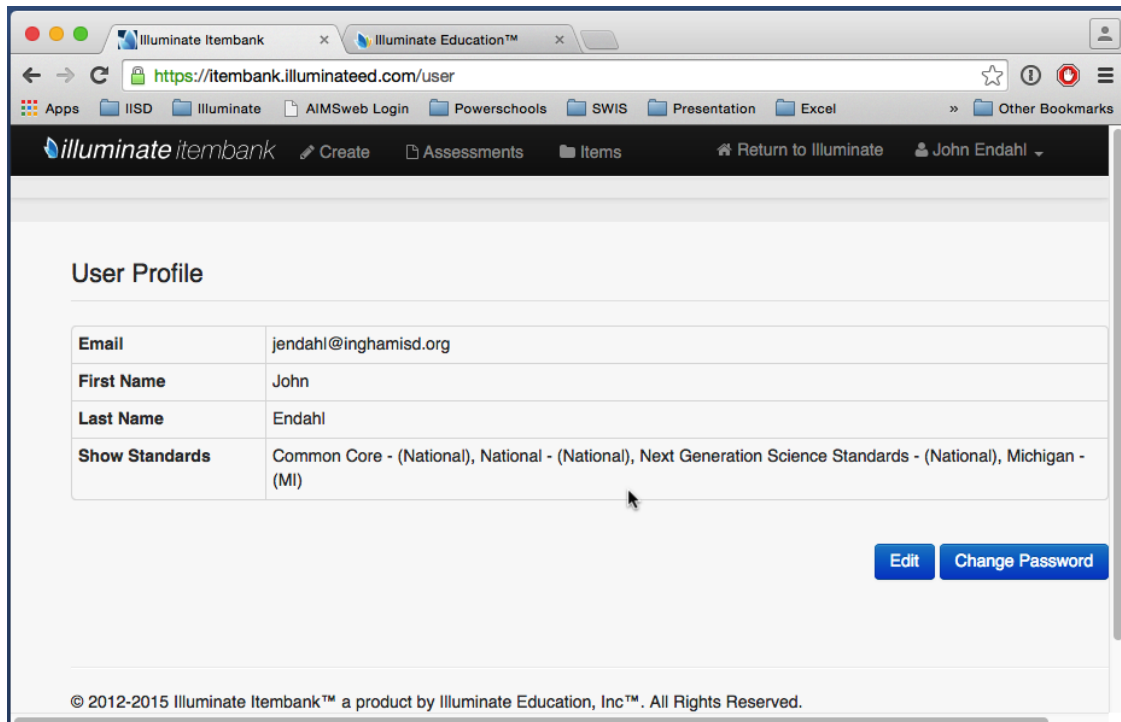 Illuminate Itembank
Illuminate Education™
https://itembank.illuminateed.com/user
Apps IISD Illuminate AIMSweb Login Powerschools SWIS Presentation Excel » Other Bookmarks
illuminate itembank Create Assessments Items Return to Illuminate John Endahl
User Profile
Email jendahl@inghamisd.org
First Name John
Last Name Endahl
Show Standards Common Core - (National), National - (National), Next Generation Science Standards - (National), Michigan -
(MI)
Edit Change Password
© 2012-2015 Illuminate Itembank™ a product by Illuminate Education, Inc™. All Rights Reserved.